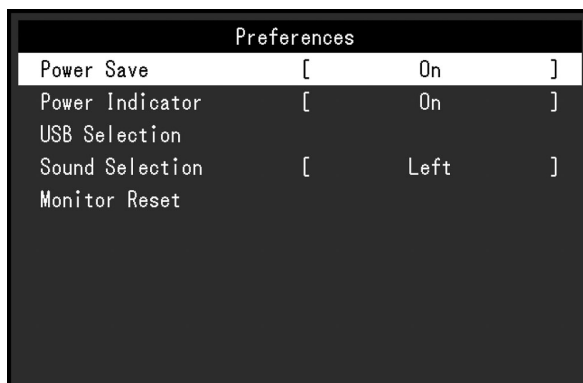 Preferences
Power Save [ On ]
Power Indicator [ On ]
USB Selection
Sound Selection [ Left ]
Monitor Reset